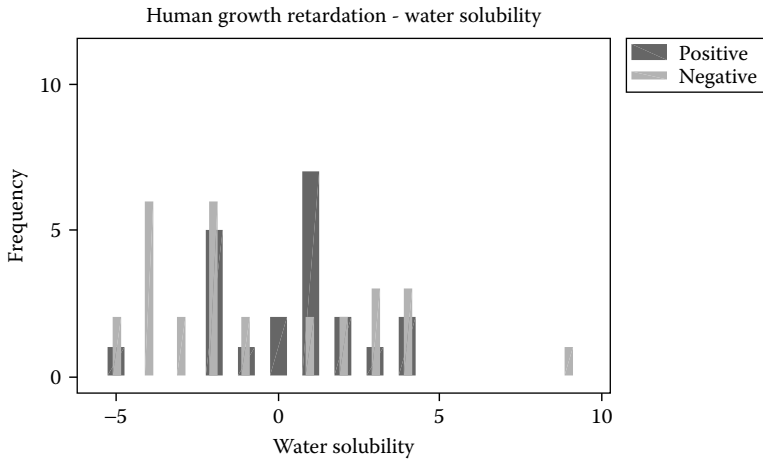 Human growth retardation - water solubility
Positive
Negative
10
5
0
Frequency
−5
0
5
10
Water solubility